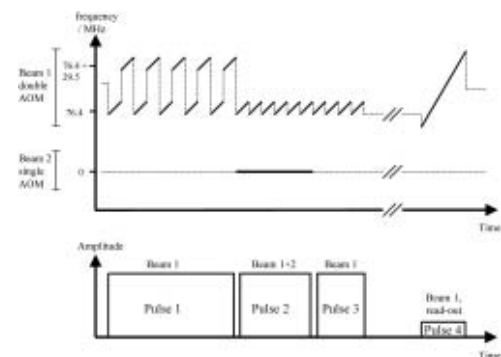 frequency
/ MHz
Beam 1
double
AOM
76.4 +
29.5
76.4
Beam 2
single
AOM
0
Time
Amplitude
Beam 1
Beam 1+2
Beam 1
Beam 1,
read-out
Pulse 1
Pulse 2
Pulse 3
Pulse 4
Time